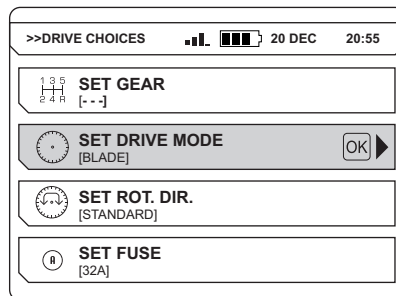 >>DRIVE CHOICES 20 DEC 20:55
1 3 5
2 4 R
SET GEAR
[- - -]
SET DRIVE MODE
[BLADE]
OK
SET ROT. DIR.
[STANDARD]
A
SET FUSE
[32A]